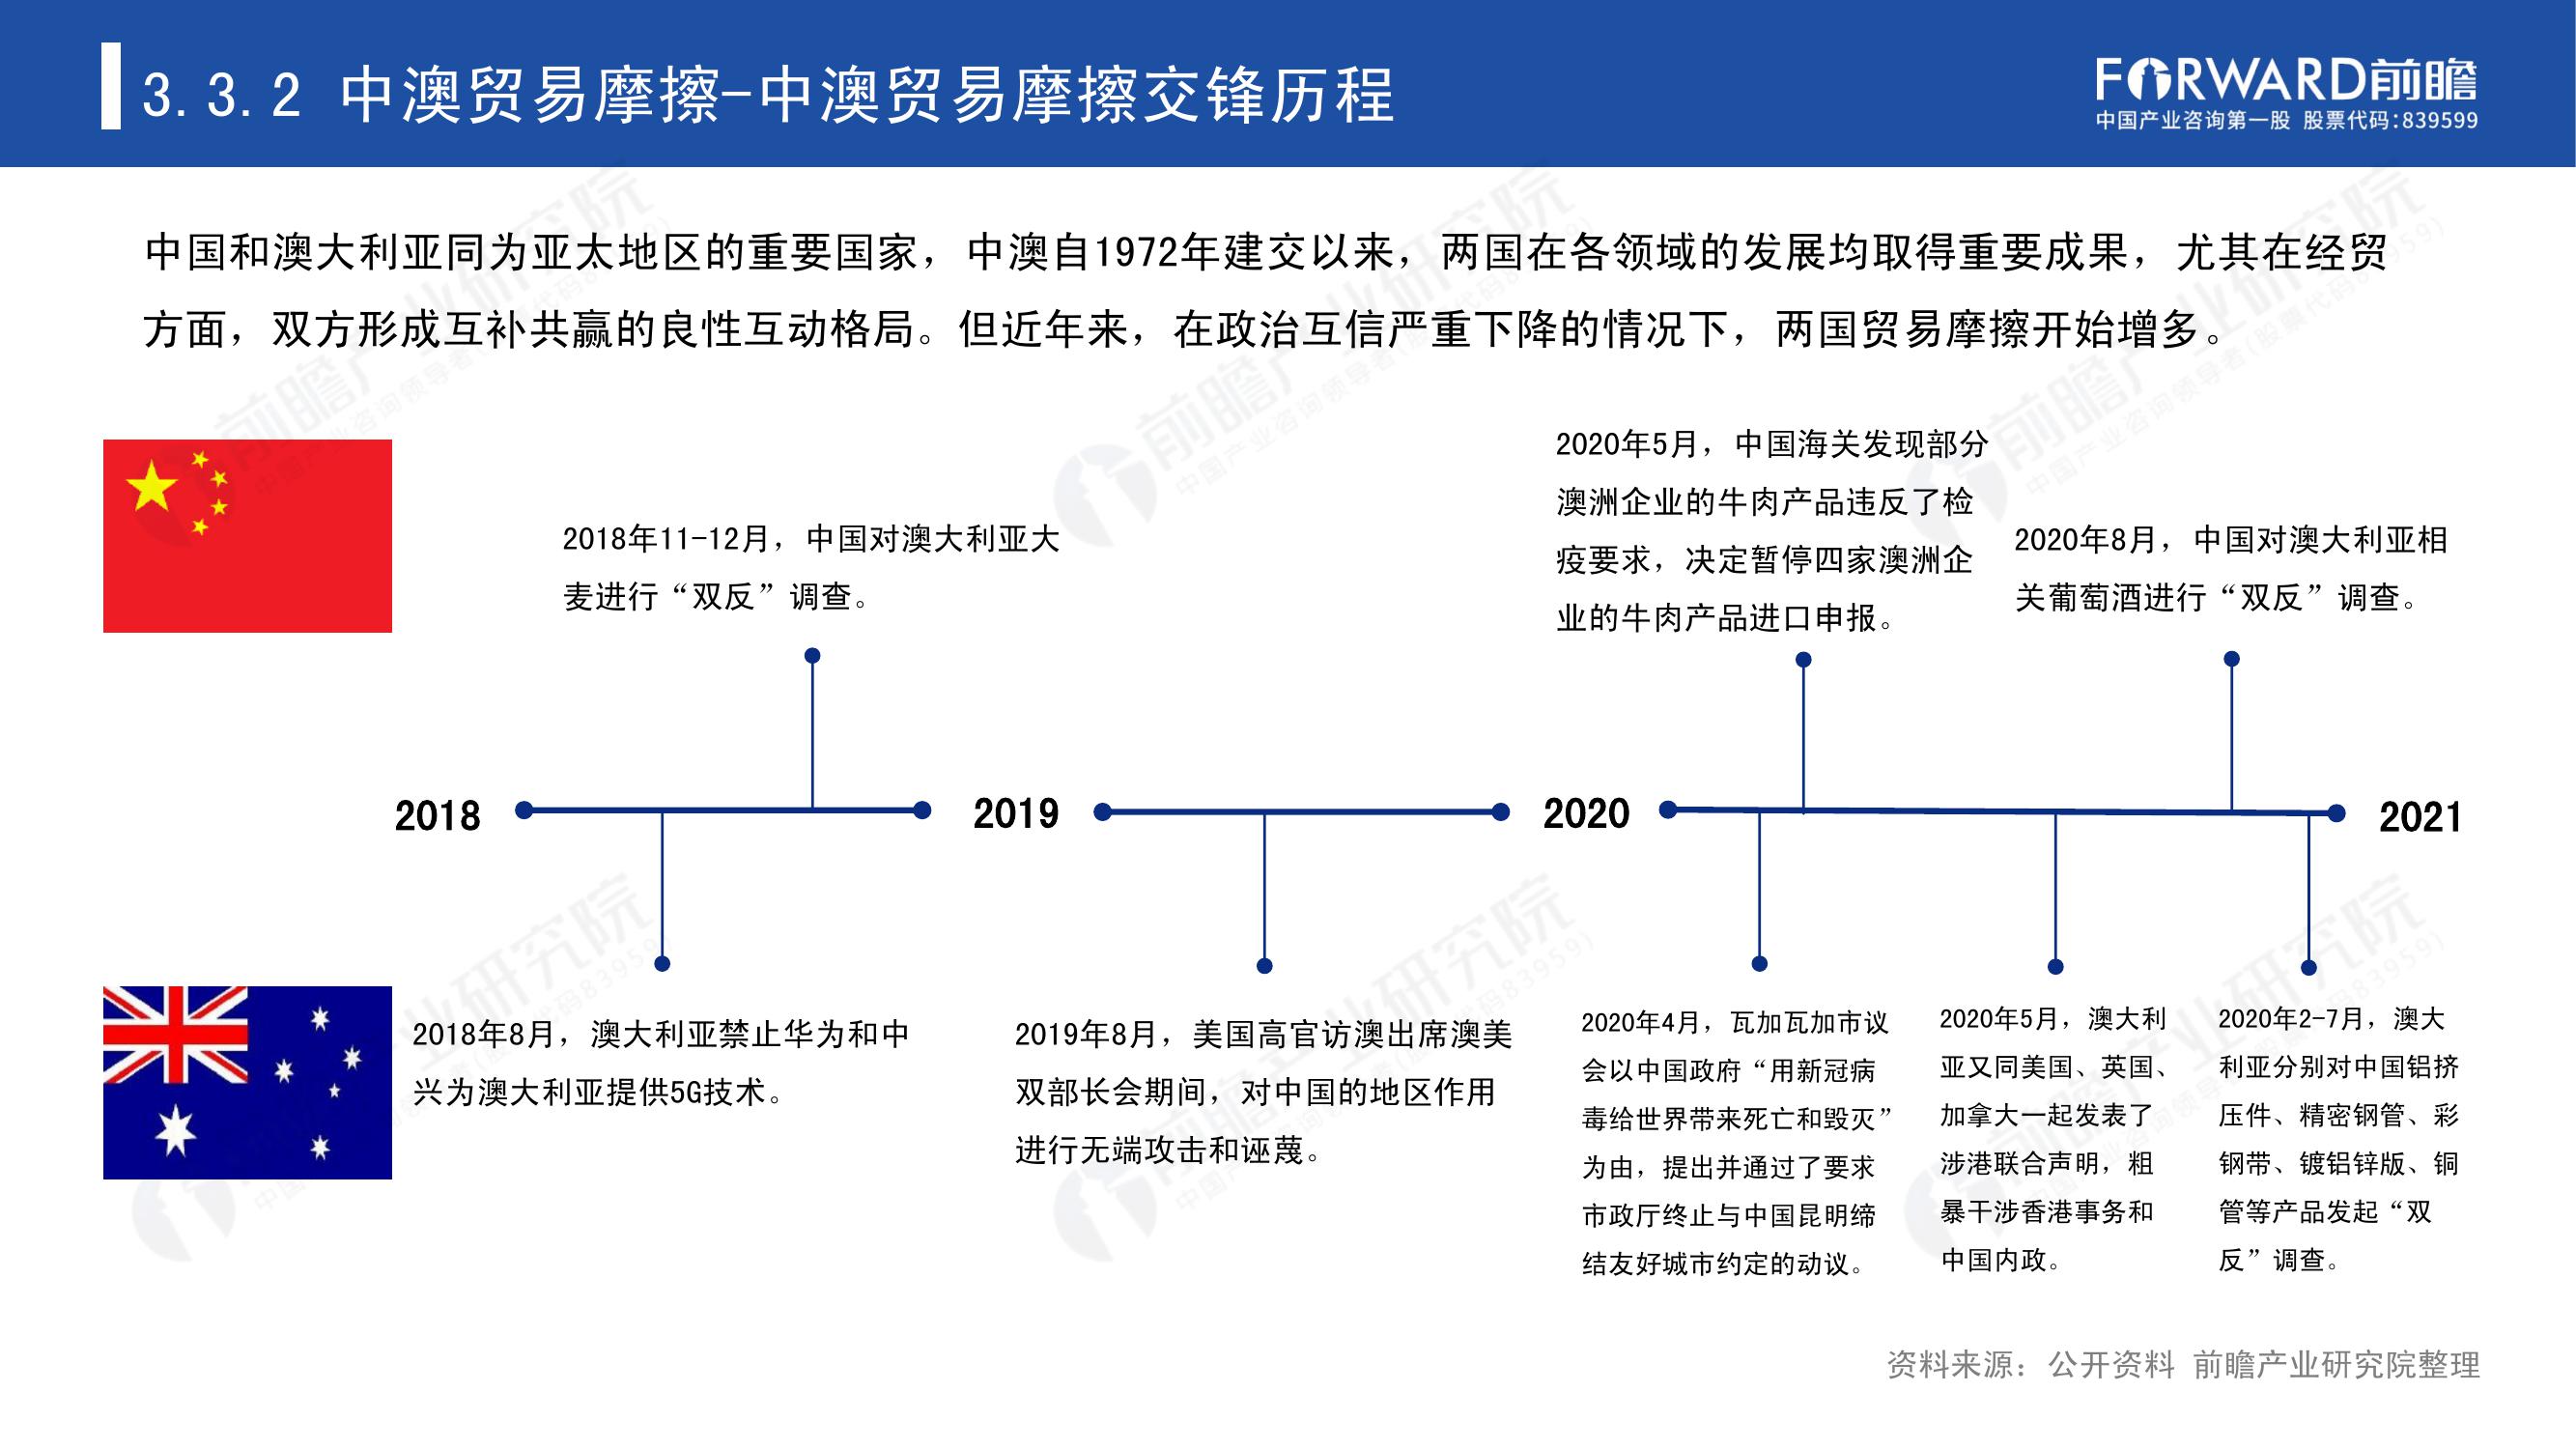 3.3.2 中澳贸易摩擦-中澳贸易摩擦交锋历程
FORWARD前瞻
中国产业咨询第一股 股票代码:839599
中国和澳大利亚同为亚太地区的重要国家，中澳自1972年建交以来，两国在各领域的发展均取得重要成果，尤其在经贸
方面，双方形成互补共赢的良性互动格局。但近年来，在政治互信严重下降的情况下，两国贸易摩擦开始增多。
2018年11-12月，中国对澳大利亚大
麦进行“双反”调查。
2020年5月，中国海关发现部分
澳洲企业的牛肉产品违反了检
疫要求，决定暂停四家澳洲企
业的牛肉产品进口申报。
2020年8月，中国对澳大利亚相
关葡萄酒进行“双反”调查。
2018
2019
2020
2021
2018年8月，澳大利亚禁止华为和中
兴为澳大利亚提供5G技术。
2019年8月，美国高官访澳出席澳美
双部长会期间，对中国的地区作用
进行无端攻击和诬蔑。
2020年4月，瓦加瓦加市议
会以中国政府“用新冠病
毒给世界带来死亡和毁灭”
为由，提出并通过了要求
市政厅终止与中国昆明缔
结友好城市约定的动议。
2020年5月，澳大利
亚又同美国、英国、
加拿大一起发表了
涉港联合声明，粗
暴干涉香港事务和
中国内政。
2020年2-7月，澳大
利亚分别对中国铝挤
压件、精密钢管、彩
钢带、镀铝锌版、铜
管等产品发起“双
反”调查。
资料来源：公开资料 前瞻产业研究院整理